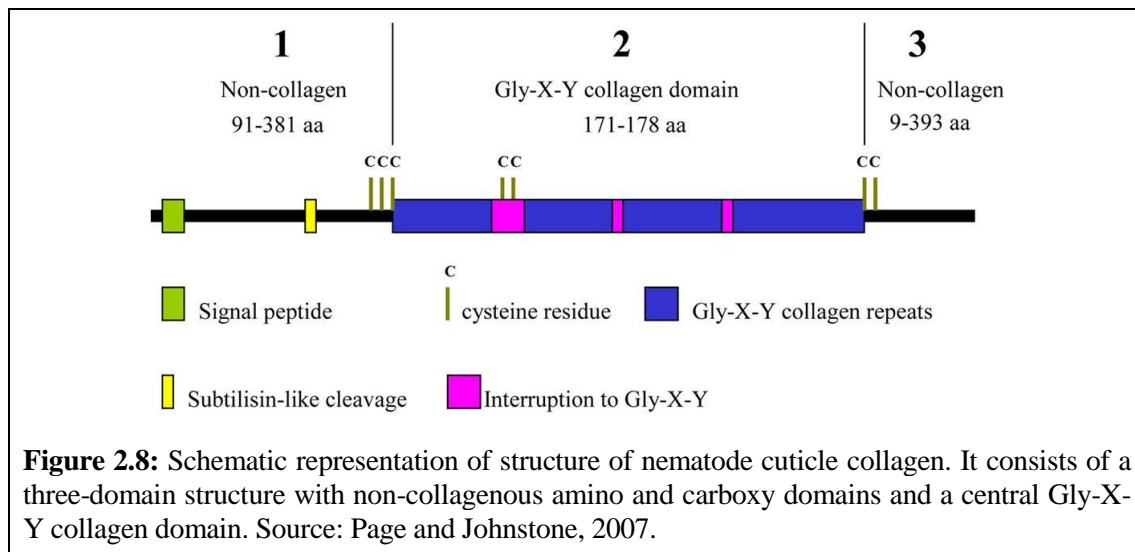 1 2 3
Non-collagen Gly-X-Y collagen domain Non-collagen
91-381 aa 171-178 aa 9-393 aa
CCC CC CC
C
Signal peptide cysteine residue Gly-X-Y collagen repeats
Subtilisin-like cleavage Interruption to Gly-X-Y
Figure 2.8: Schematic representation of structure of nematode cuticle collagen. It consists of a
three-domain structure with non-collagenous amino and carboxy domains and a central Gly-X-
Y collagen domain. Source: Page and Johnstone, 2007.